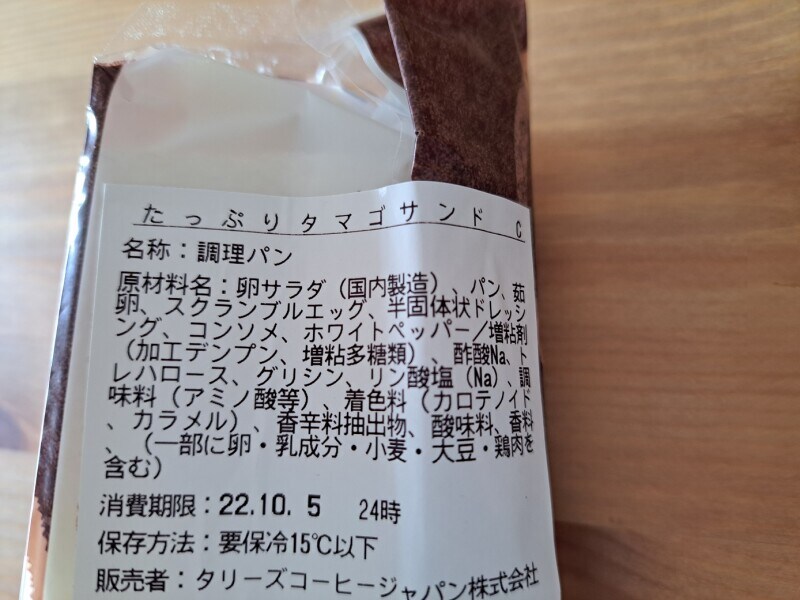 たっぷりタマゴサンド C
名称：調理パン
原材料名：卵サラダ（国内製造）、パン、茹
卵、スクランブルエッグ、半固体状ドレッシ
ング、コンソメ、ホワイトペッパー／増粘剤
（加工デンプン、増粘多糖類）、酢酸Na、ト
レハロース、グリシン、リン酸塩（Na）、調
味料（アミノ酸等）、着色料（カロテノイド
、カラメル）、香辛料抽出物、酸味料、香料
、（一部に卵・乳成分・小麦・大豆・鶏肉を
含む）
消費期限：22.10. 5 24時
保存方法：要保冷15℃以下
販売者：タリーズコーヒージャパン株式会社